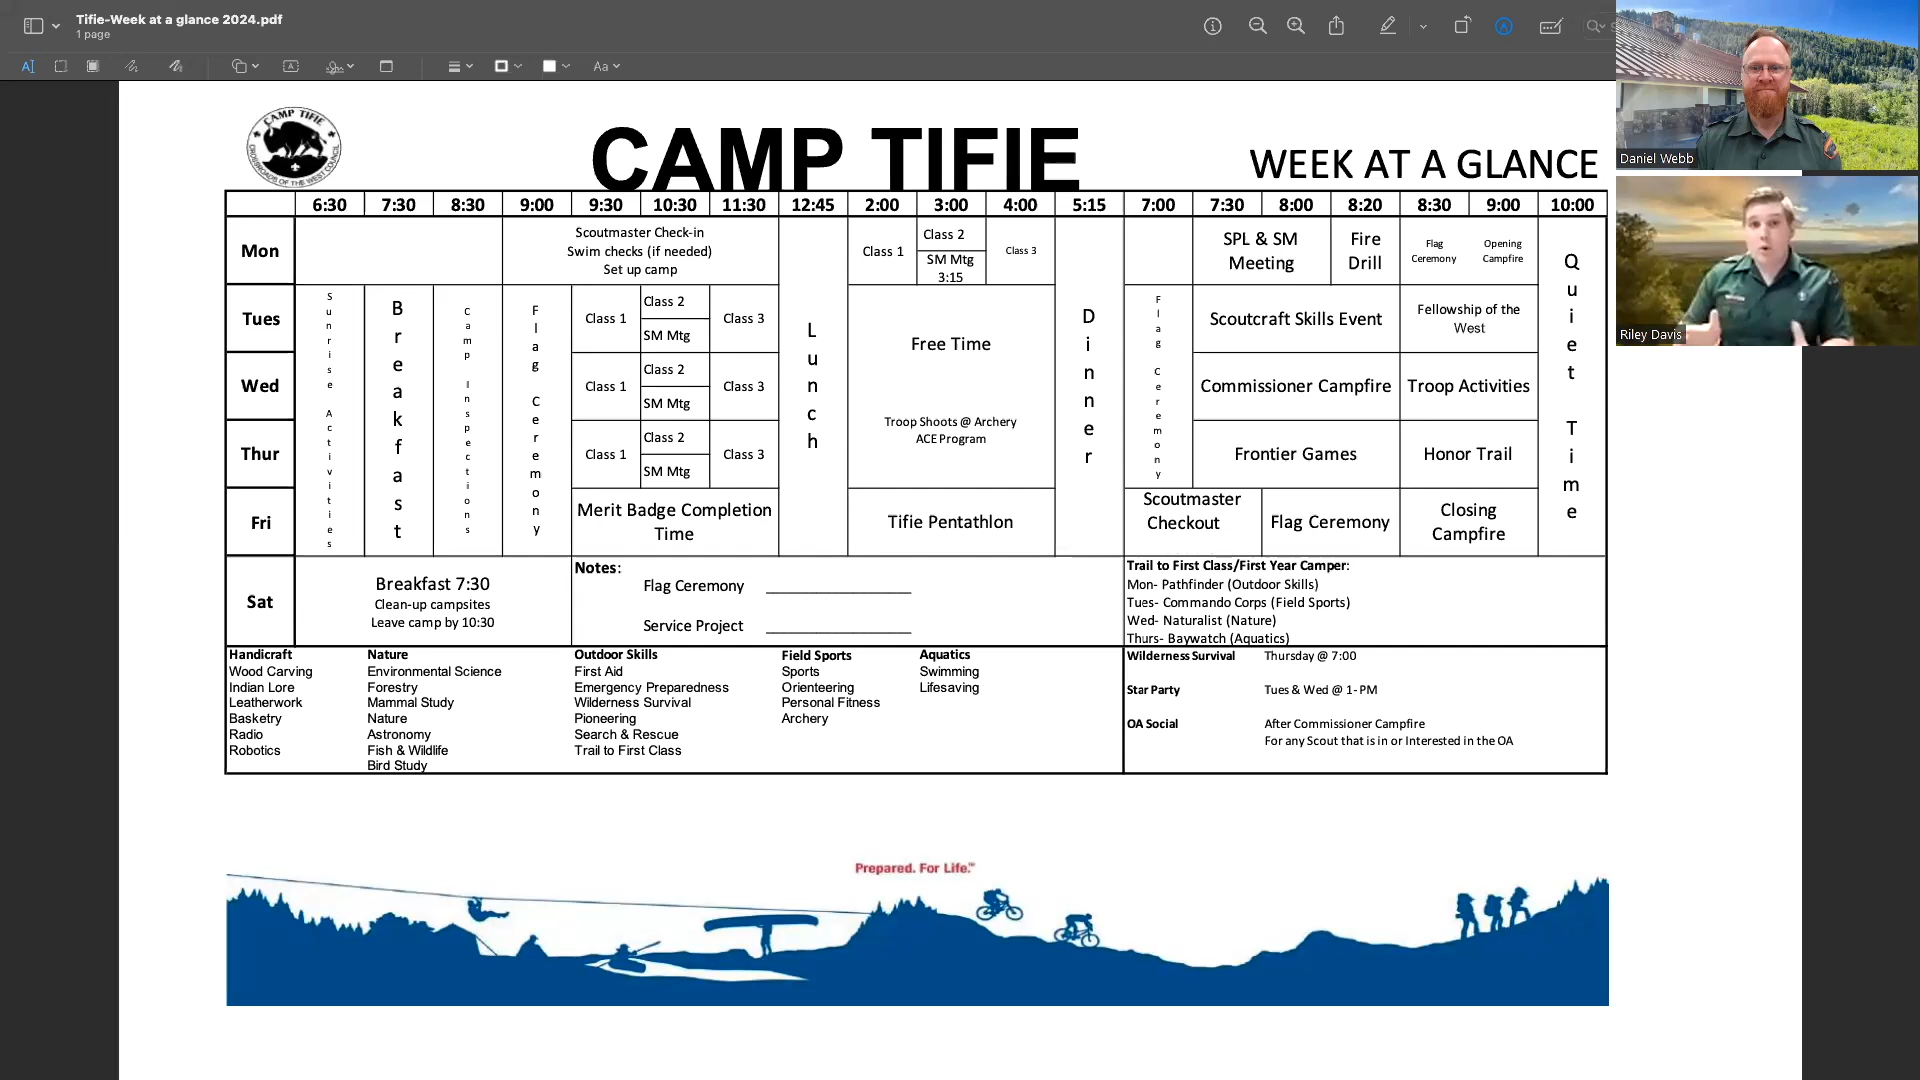 Tifie-Week at a glance 2024.pdf
1 page
Aa
CAMP TIFIE
CROSSROADS OF THE WEST COUNCIL
CAMP TIFIE
WEEK AT A GLANCE
Daniel Webb
Riley Davis
6:30 7:30 8:30 9:00 9:30 10:30 11:30 12:45 2:00 3:00 4:00 5:15 7:00 7:30 8:00 8:20 8:30 9:00 10:00
Mon
Scoutmaster Check-in
Swim checks (if needed)
Set up camp
Class 1
Class 2
SM Mtg
3:15
Class 3
SPL & SM
Meeting
Fire
Drill
Flag
Ceremony
Opening
Campfire
Tues
Wed
Thur
Fri
Sunrise Activities
Breakfast
Camp Inspections
Flag Ceremony
Class 1
Class 2
SM Mtg
Class 3
Class 1
Class 2
SM Mtg
Class 3
Class 1
Class 2
SM Mtg
Class 3
Merit Badge Completion
Time
Lunch
Free Time
Troop Shoots @ Archery
ACE Program
Tifie Pentathlon
Dinner
Flag Ceremony
Scoutcraft Skills Event
Fellowship of the
West
Commissioner Campfire
Troop Activities
Frontier Games
Honor Trail
Scoutmaster
Checkout
Flag Ceremony
Closing
Campfire
Quiet Time
Sat
Breakfast 7:30
Clean-up campsites
Leave camp by 10:30
Notes:
Flag Ceremony
Service Project
Trail to First Class/First Year Camper:
Mon- Pathfinder (Outdoor Skills)
Tues- Commando Corps (Field Sports)
Wed- Naturalist (Nature)
Thurs- Baywatch (Aquatics)
Handicraft
Wood Carving
Indian Lore
Leatherwork
Basketry
Radio
Robotics
Nature
Environmental Science
Forestry
Mammal Study
Nature
Astronomy
Fish & Wildlife
Bird Study
Outdoor Skills
First Aid
Emergency Preparedness
Wilderness Survival
Pioneering
Search & Rescue
Trail to First Class
Field Sports
Sports
Orienteering
Personal Fitness
Archery
Aquatics
Swimming
Lifesaving
Wilderness Survival Thursday @ 7:00
Star Party Tues & Wed @ 1- PM
OA Social After Commissioner Campfire
For any Scout that is in or Interested in the OA
Prepared. For Life.™